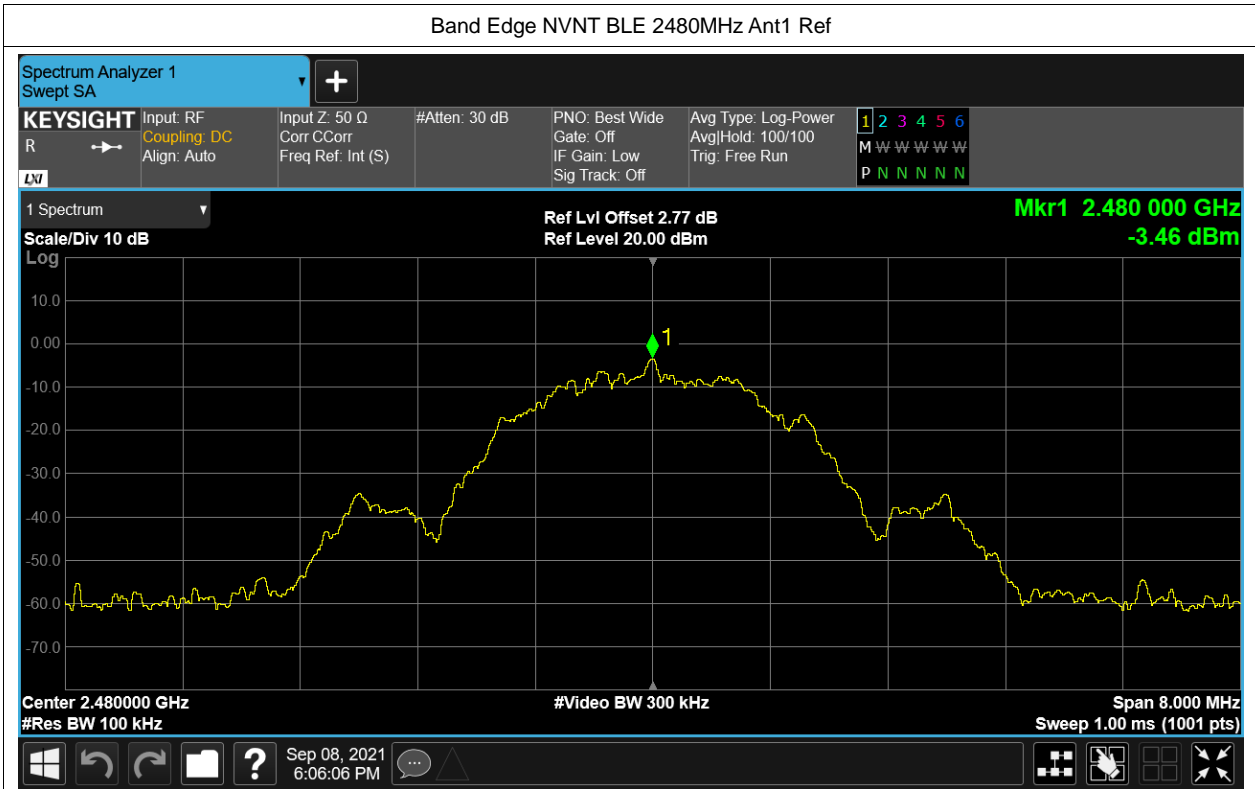 Band Edge NVNT BLE 2480MHz Ant1 Ref
Spectrum Analyzer 1
Swept SA
KEYSIGHT
R
LXI
Input: RF
Coupling: DC
Align: Auto
Input Z: 50 Ω
Corr CCorr
Freq Ref: Int (S)
#Atten: 30 dB
PNO: Best Wide
Gate: Off
IF Gain: Low
Sig Track: Off
Avg Type: Log-Power
Avg|Hold: 100/100
Trig: Free Run
1 2 3 4 5 6
M W W W W W
P N N N N N
1 Spectrum
Scale/Div 10 dB
Ref Lvl Offset 2.77 dB
Ref Level 20.00 dBm
Mkr1 2.480 000 GHz
-3.46 dBm
Log
10.0
0.00
-10.0
-20.0
-30.0
-40.0
-50.0
-60.0
-70.0
1
Center 2.480000 GHz
#Res BW 100 kHz
#Video BW 300 kHz
Span 8.000 MHz
Sweep 1.00 ms (1001 pts)
?
Sep 08, 2021
6:06:06 PM